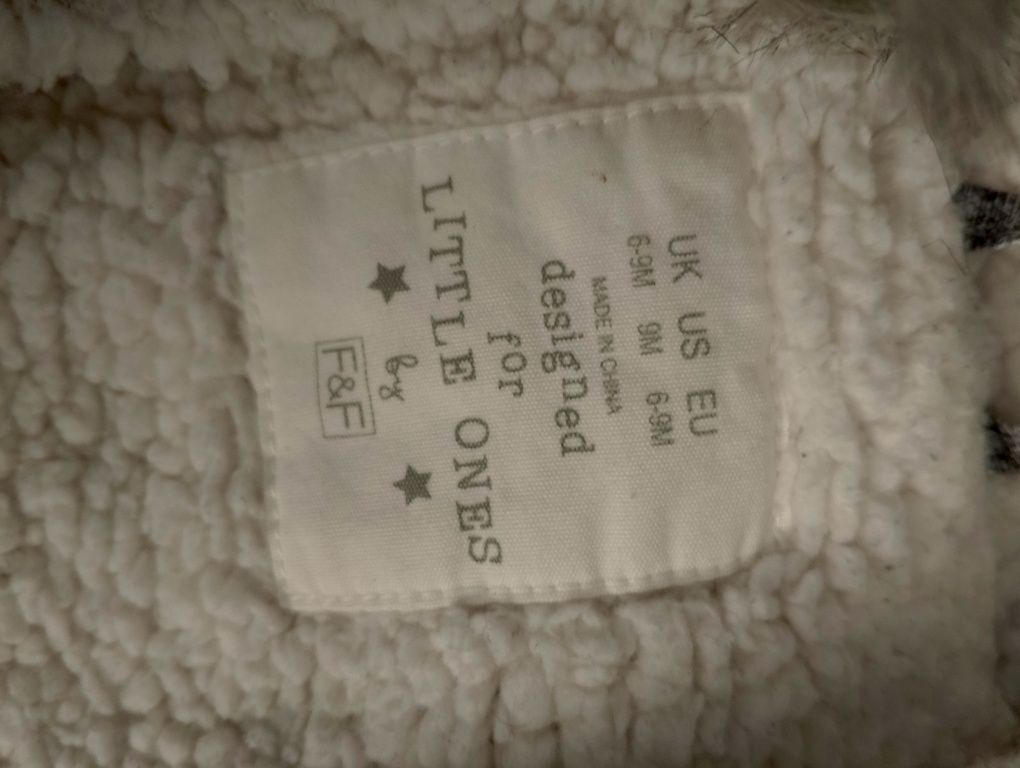 UK US EU
6-9M 9M 6-9M
MADE IN CHINA
designed
for
LITTLE ONES
by
F&F